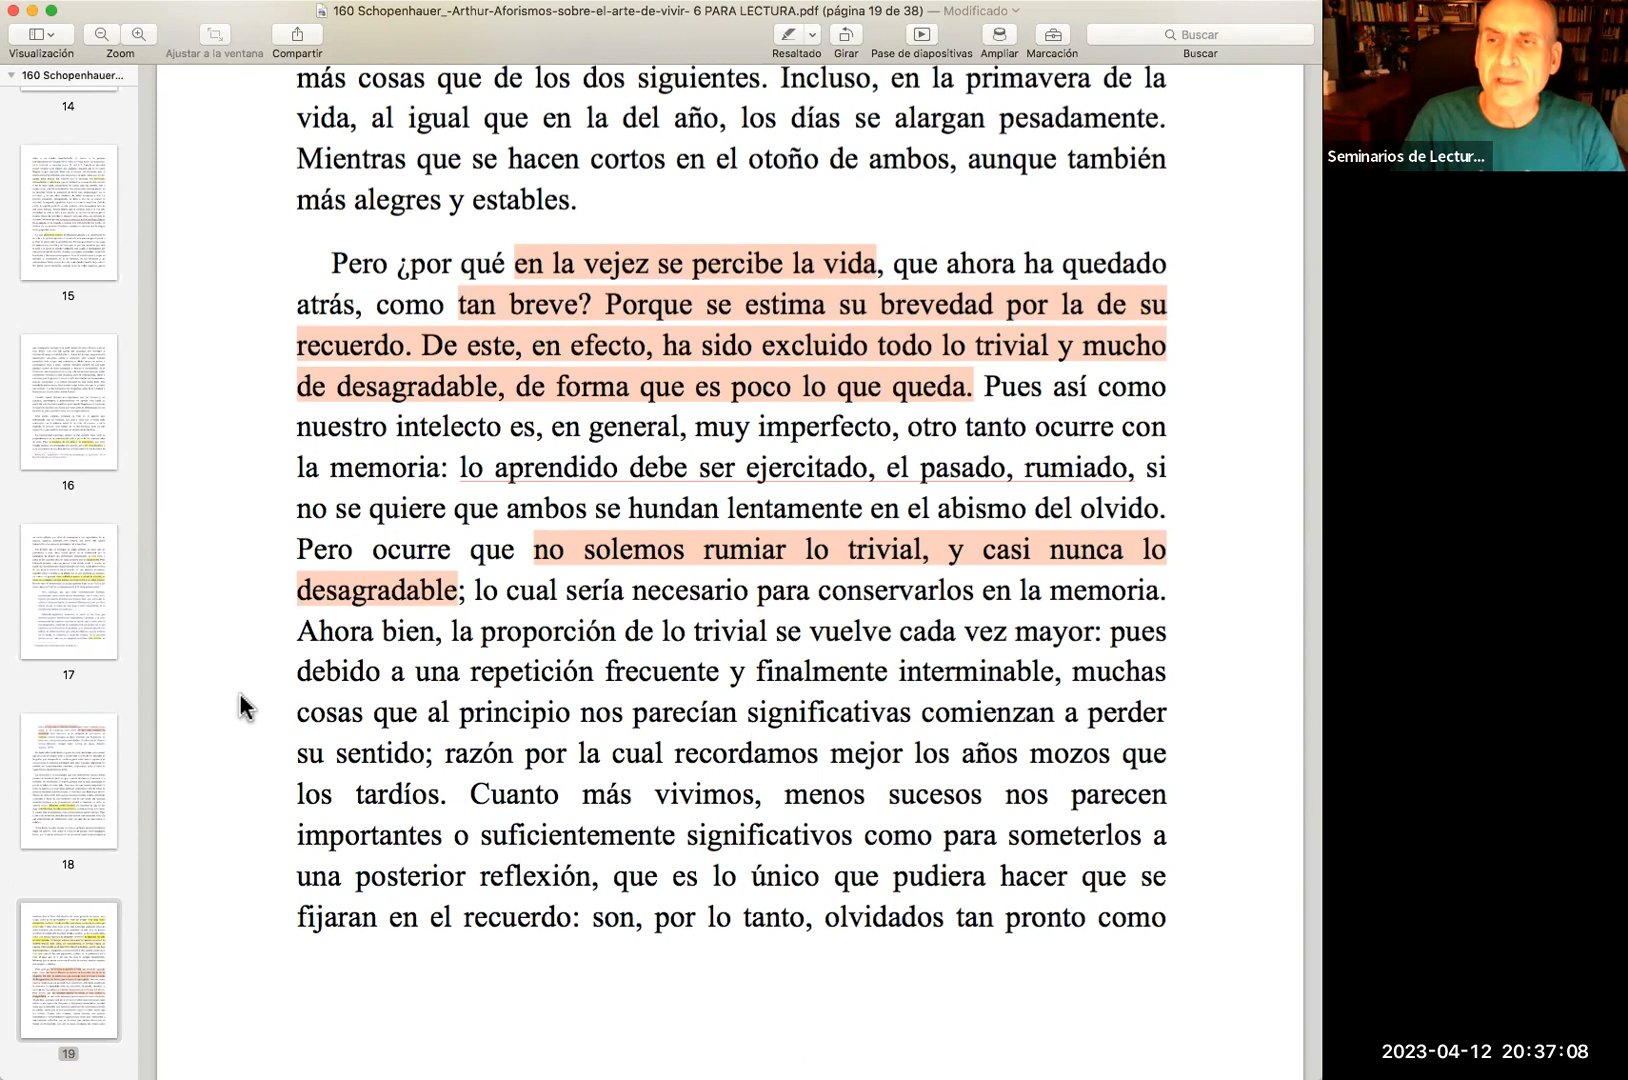 160 Schopenhauer_-Arthur-Aforismos-sobre-el-arte-de-vivir- 6 PARA LECTURA.pdf (página 19 de 38) — Modificado
Buscar
Visualización
Zoom
Ajustar a la ventana
Compartir
Resaltado
Girar
Pase de diapositivas
Ampliar
Marcación
Buscar
160 Schopenhauer...
14
15
16
17
18
19
más cosas que de los dos siguientes. Incluso, en la primavera de la
vida, al igual que en la del año, los días se alargan pesadamente.
Mientras que se hacen cortos en el otoño de ambos, aunque también
más alegres y estables.
Pero ¿por qué en la vejez se percibe la vida, que ahora ha quedado
atrás, como tan breve? Porque se estima su brevedad por la de su
recuerdo. De este, en efecto, ha sido excluido todo lo trivial y mucho
de desagradable, de forma que es poco lo que queda. Pues así como
nuestro intelecto es, en general, muy imperfecto, otro tanto ocurre con
la memoria: lo aprendido debe ser ejercitado, el pasado, rumiado, si
no se quiere que ambos se hundan lentamente en el abismo del olvido.
Pero ocurre que no solemos rumiar lo trivial, y casi nunca lo
desagradable; lo cual sería necesario para conservarlos en la memoria.
Ahora bien, la proporción de lo trivial se vuelve cada vez mayor: pues
debido a una repetición frecuente y finalmente interminable, muchas
cosas que al principio nos parecían significativas comienzan a perder
su sentido; razón por la cual recordamos mejor los años mozos que
los tardíos. Cuanto más vivimos, menos sucesos nos parecen
importantes o suficientemente significativos como para someterlos a
una posterior reflexión, que es lo único que pudiera hacer que se
fijaran en el recuerdo: son, por lo tanto, olvidados tan pronto como
Seminarios de Lectur...
2023-04-12 20:37:08